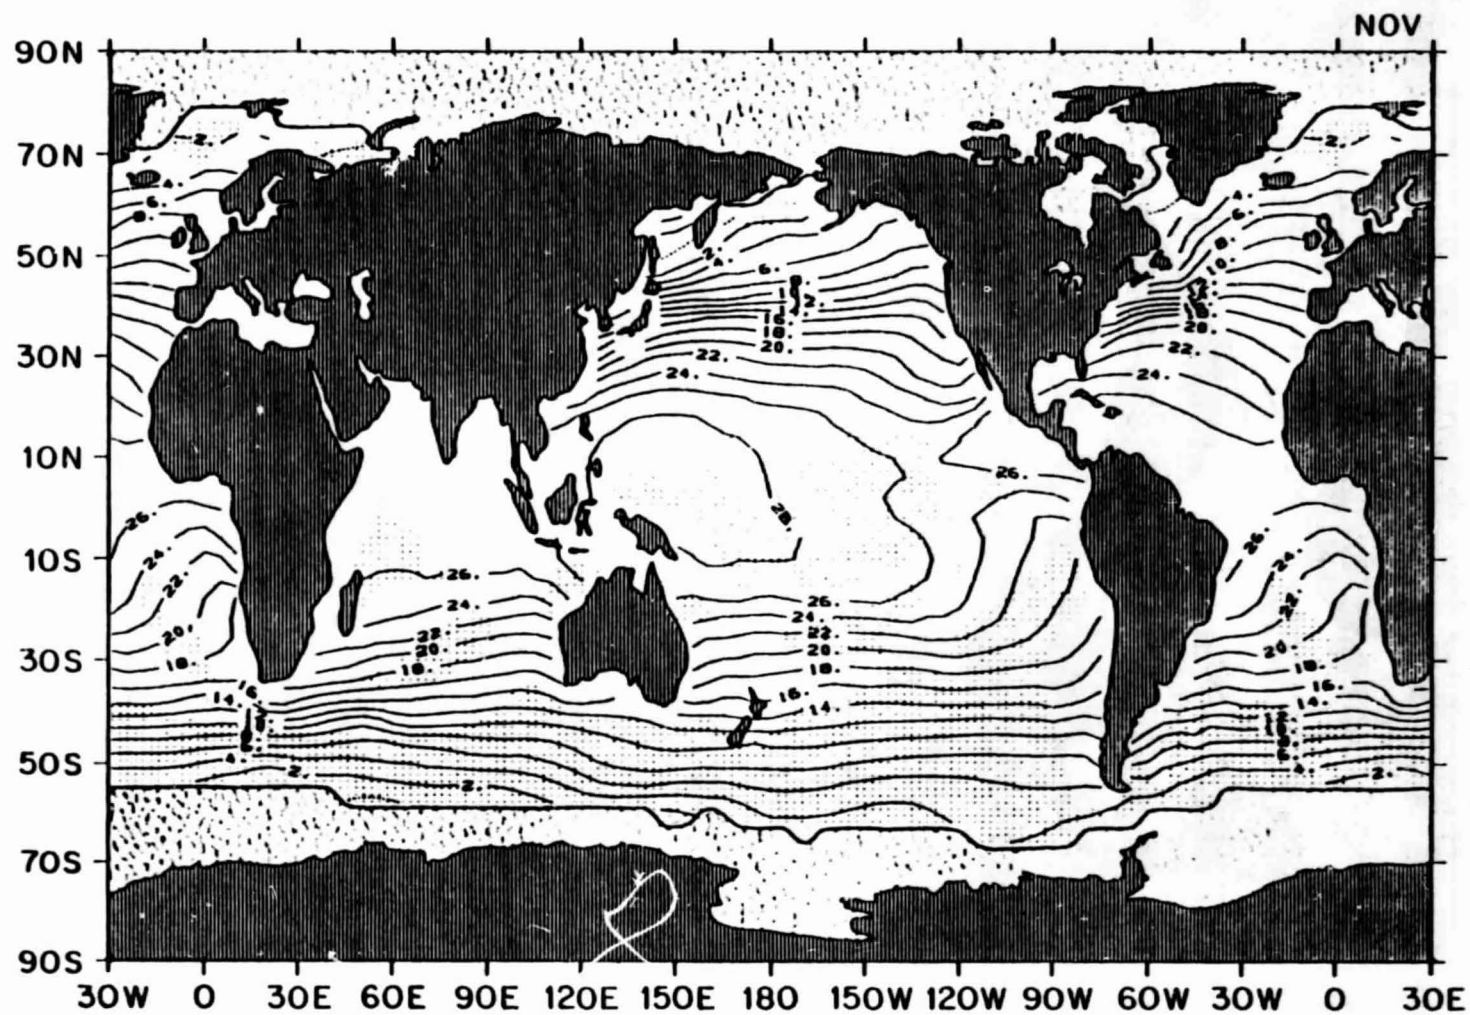 NOV
90N
70N
50N
30N
10N
10S
30S
50S
70S
90S
30W 0 30E 60E 90E 120E 150E 180 150W 120W 90W 60W 30W 0 30E
2. 2.
4. 4.
6. 6.
8. 8.
10.
2.
6.
8.
16.
18.
20. 20.
22. 22.
24. 24.
26.
28.
26. 26.
24. 24.
22. 22.
20. 20.
18. 18.
26. 26.
24. 24.
22. 22.
20. 20.
18. 18.
16. 16. 16.
14. 14. 14.
4. 4.
2. 2. 2.